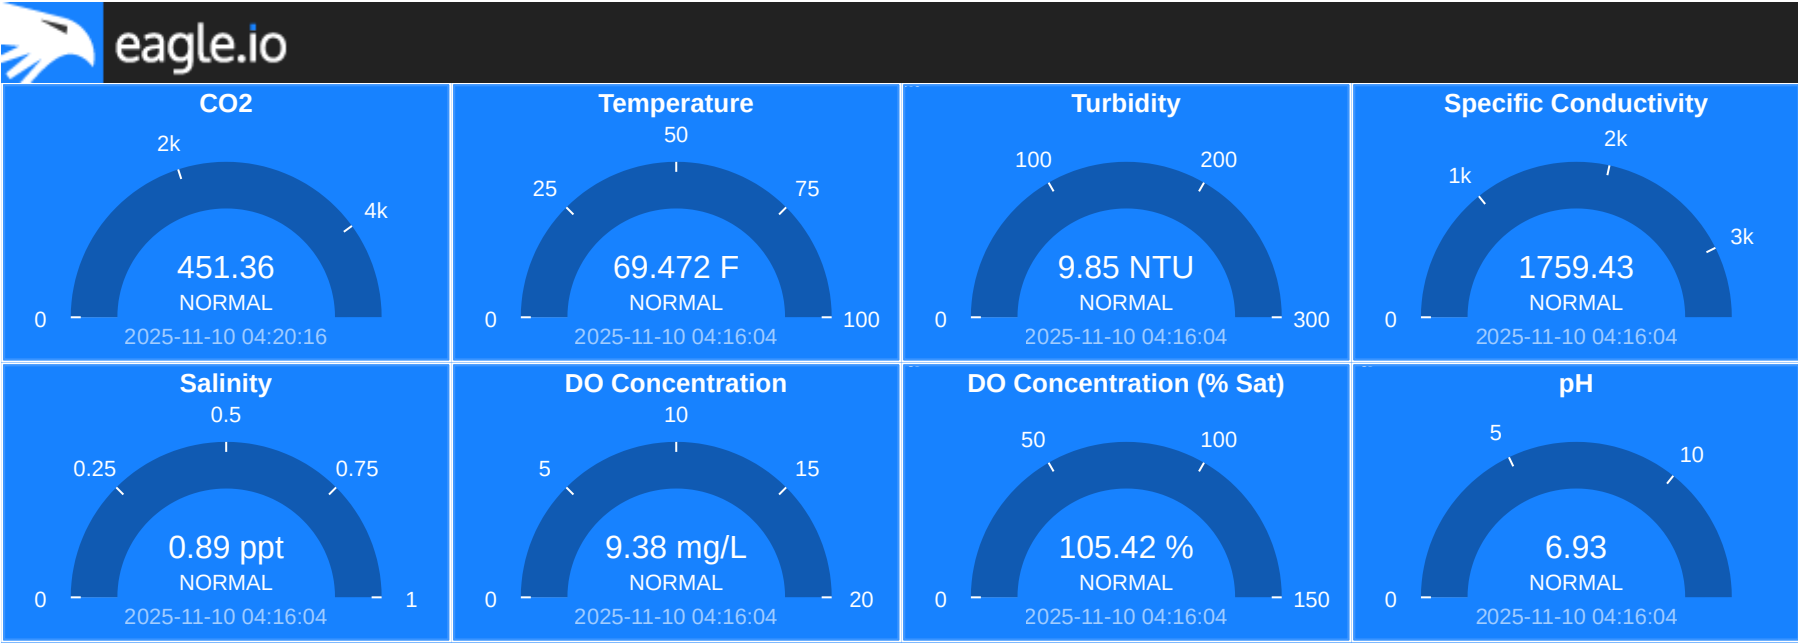 eagle.io
CO2
2k
4k
451.36
NORMAL
0
2025-11-10 04:20:16
Temperature
50
25
75
69.472 F
NORMAL
0
100
2025-11-10 04:16:04
Turbidity
100
200
9.85 NTU
NORMAL
0
300
2025-11-10 04:16:04
Specific Conductivity
2k
1k
3k
1759.43
NORMAL
0
2025-11-10 04:16:04
Salinity
0.5
0.25
0.75
0.89 ppt
NORMAL
0
1
2025-11-10 04:16:04
DO Concentration
10
5
15
9.38 mg/L
NORMAL
0
20
2025-11-10 04:16:04
DO Concentration (% Sat)
50
100
105.42 %
NORMAL
0
150
2025-11-10 04:16:04
pH
5
10
6.93
NORMAL
0
2025-11-10 04:16:04